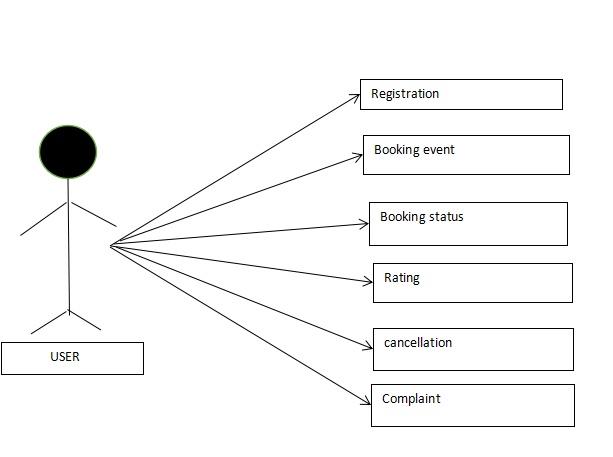 Registration
Booking event
Booking status
Rating
cancellation
Complaint
USER